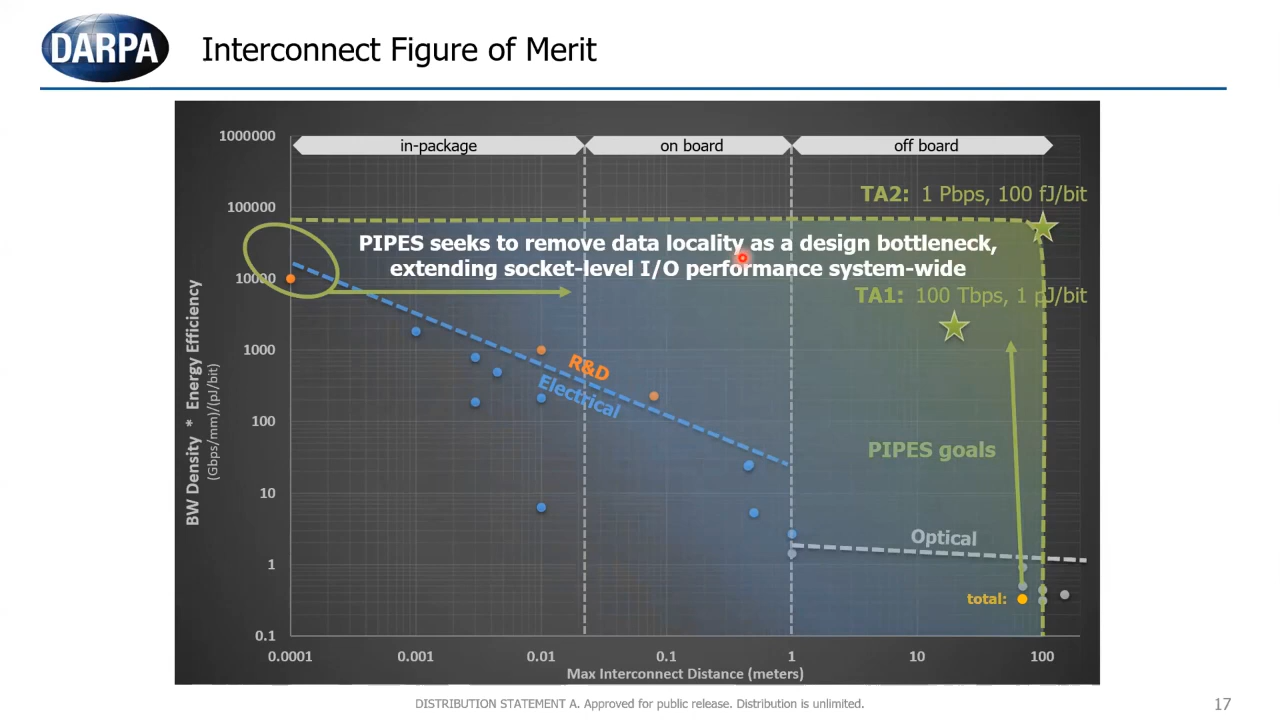 DARPA
Interconnect Figure of Merit
1000000
100000
10000
1000
100
10
1
0.1
BW Density * Energy Efficiency
(Gbps/mm)/(pJ/bit)
in-package
on board
off board
TA2: 1 Pbps, 100 fJ/bit
PIPES seeks to remove data locality as a design bottleneck,
extending socket-level I/O performance system-wide
TA1: 100 Tbps, 1 pJ/bit
R&D
Electrical
PIPES goals
Optical
total:
0.0001
0.001
0.01
0.1
1
10
100
Max Interconnect Distance (meters)
DISTRIBUTION STATEMENT A. Approved for public release. Distribution is unlimited.
17